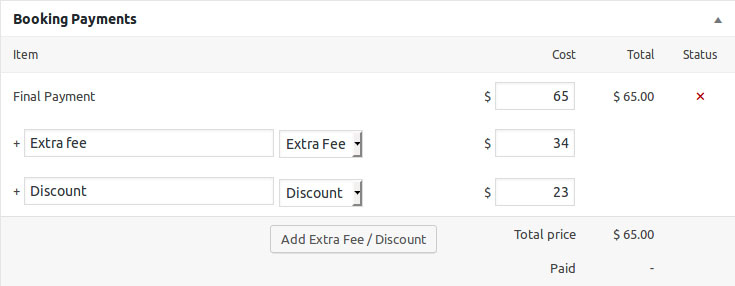 Booking Payments
Item Cost Total Status
Final Payment $ 65 $ 65.00 ×
+ Extra fee Extra Fee $ 34
+ Discount Discount $ 23
Add Extra Fee / Discount Total price $ 65.00
Paid -